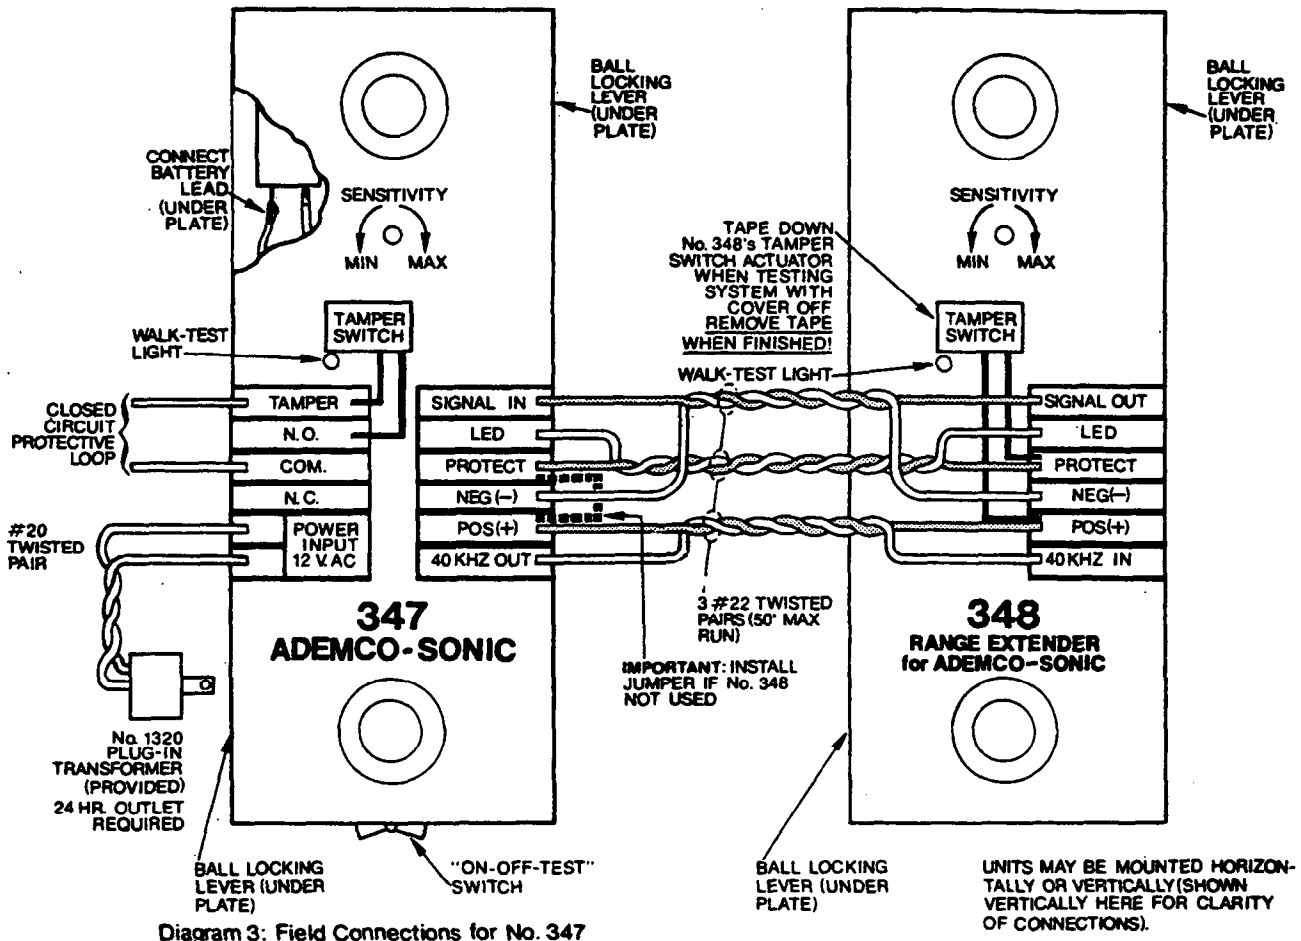 BALL
LOCKING
LEVER
(UNDER
PLATE)
BALL
LOCKING
LEVER
(UNDER
PLATE)
CONNECT
BATTERY
LEAD
(UNDER
PLATE)
SENSITIVITY
MIN MAX
TAPE DOWN
No. 348's TAMPER
SWITCH ACTUATOR
WHEN TESTING
SYSTEM WITH
COVER OFF
REMOVE TAPE
WHEN FINISHED!
SENSITIVITY
MIN MAX
TAMPER
SWITCH
WALK-TEST
LIGHT
TAMPER
SWITCH
WALK-TEST LIGHT
CLOSED
CIRCUIT
PROTECTIVE
LOOP
TAMPER
N.O.
COM.
N.C.
POWER
INPUT
12 V. AC
SIGNAL IN
LED
PROTECT
NEG (-)
POS (+)
40 KHZ OUT
SIGNAL OUT
LED
PROTECT
NEG(-)
POS(+)
40 KHZ IN
#20
TWISTED
PAIR
3 #22 TWISTED
PAIRS (50' MAX
RUN)
347
ADEMCO-SONIC
348
RANGE EXTENDER
for ADEMCO-SONIC
IMPORTANT: INSTALL
JUMPER IF No. 348
NOT USED
No. 1320
PLUG-IN
TRANSFORMER
(PROVIDED)
24 HR. OUTLET
REQUIRED
BALL LOCKING
LEVER (UNDER
PLATE)
"ON-OFF-TEST"
SWITCH
BALL LOCKING
LEVER (UNDER
PLATE)
UNITS MAY BE MOUNTED HORIZON-
TALLY OR VERTICALLY (SHOWN
VERTICALLY HERE FOR CLARITY
OF CONNECTIONS).
Diagram 3: Field Connections for No. 347